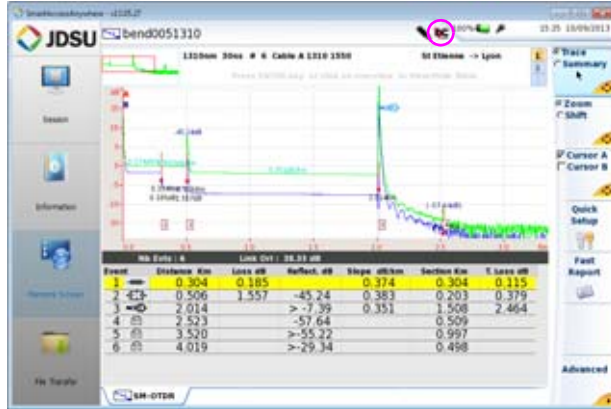 SmartAccessAnywhere - v1105.27
JDSU
bend0051310
100%
15:25 10/09/2013
1310nm 30ns # 6 Cable A 1310 1550 St Etienne -> Lyon
Trace
Summary
Zoom
Shift
Cursor A
Cursor B
Quick
Setup
Fast
Report
Advanced
Session
Information
Remote Screen
File Transfer
Nb Evts : 6 Link Orl : 38.33 dB
Event Distance Km Loss dB Reflect. dB Slope dB/km Section Km T. Loss dB
1 0.304 0.185 0.374 0.304 0.115
2 0.506 1.557 -45.24 0.383 0.203 0.379
3 2.014 > -7.39 0.351 1.508 2.464
4 2.523 -57.64 0.509
5 3.520 >-55.22 0.997
6 4.019 >-29.34 0.498
SM-OTDR